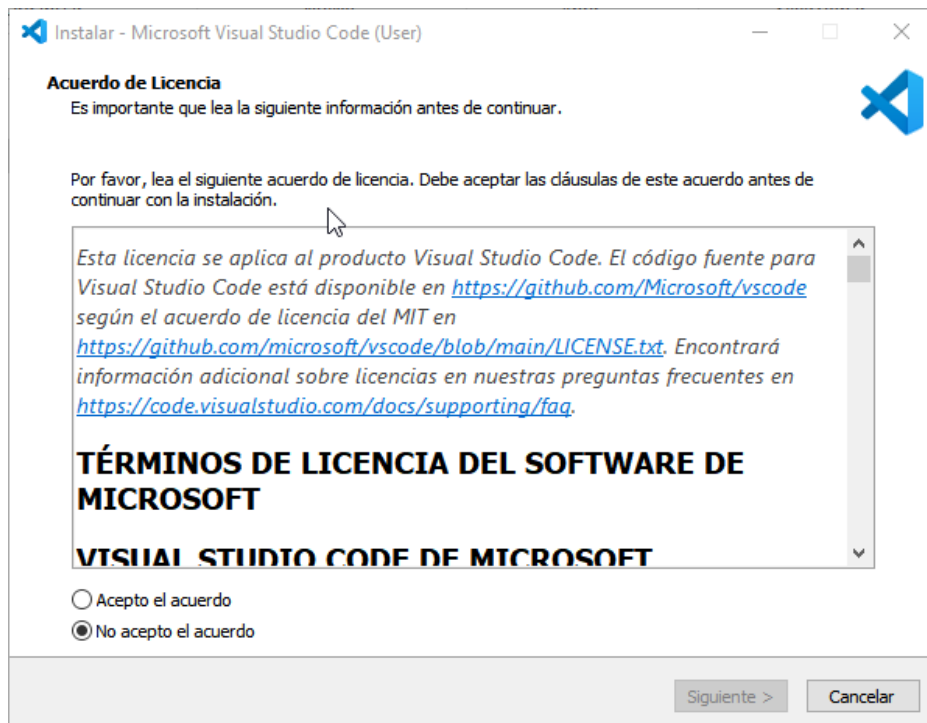 Instalar - Microsoft Visual Studio Code (User)
Acuerdo de Licencia
Es importante que lea la siguiente información antes de continuar.
Por favor, lea el siguiente acuerdo de licencia. Debe aceptar las cláusulas de este acuerdo antes de
continuar con la instalación.
Esta licencia se aplica al producto Visual Studio Code. El código fuente para
Visual Studio Code está disponible en https://github.com/Microsoft/vscode
según el acuerdo de licencia del MIT en
https://github.com/microsoft/vscode/blob/main/LICENSE.txt. Encontrará
información adicional sobre licencias en nuestras preguntas frecuentes en
https://code.visualstudio.com/docs/supporting/faq.
TÉRMINOS DE LICENCIA DEL SOFTWARE DE
MICROSOFT
VISUAL STUDIO CODE DE MICROSOFT
Acepto el acuerdo
No acepto el acuerdo
Siguiente >
Cancelar